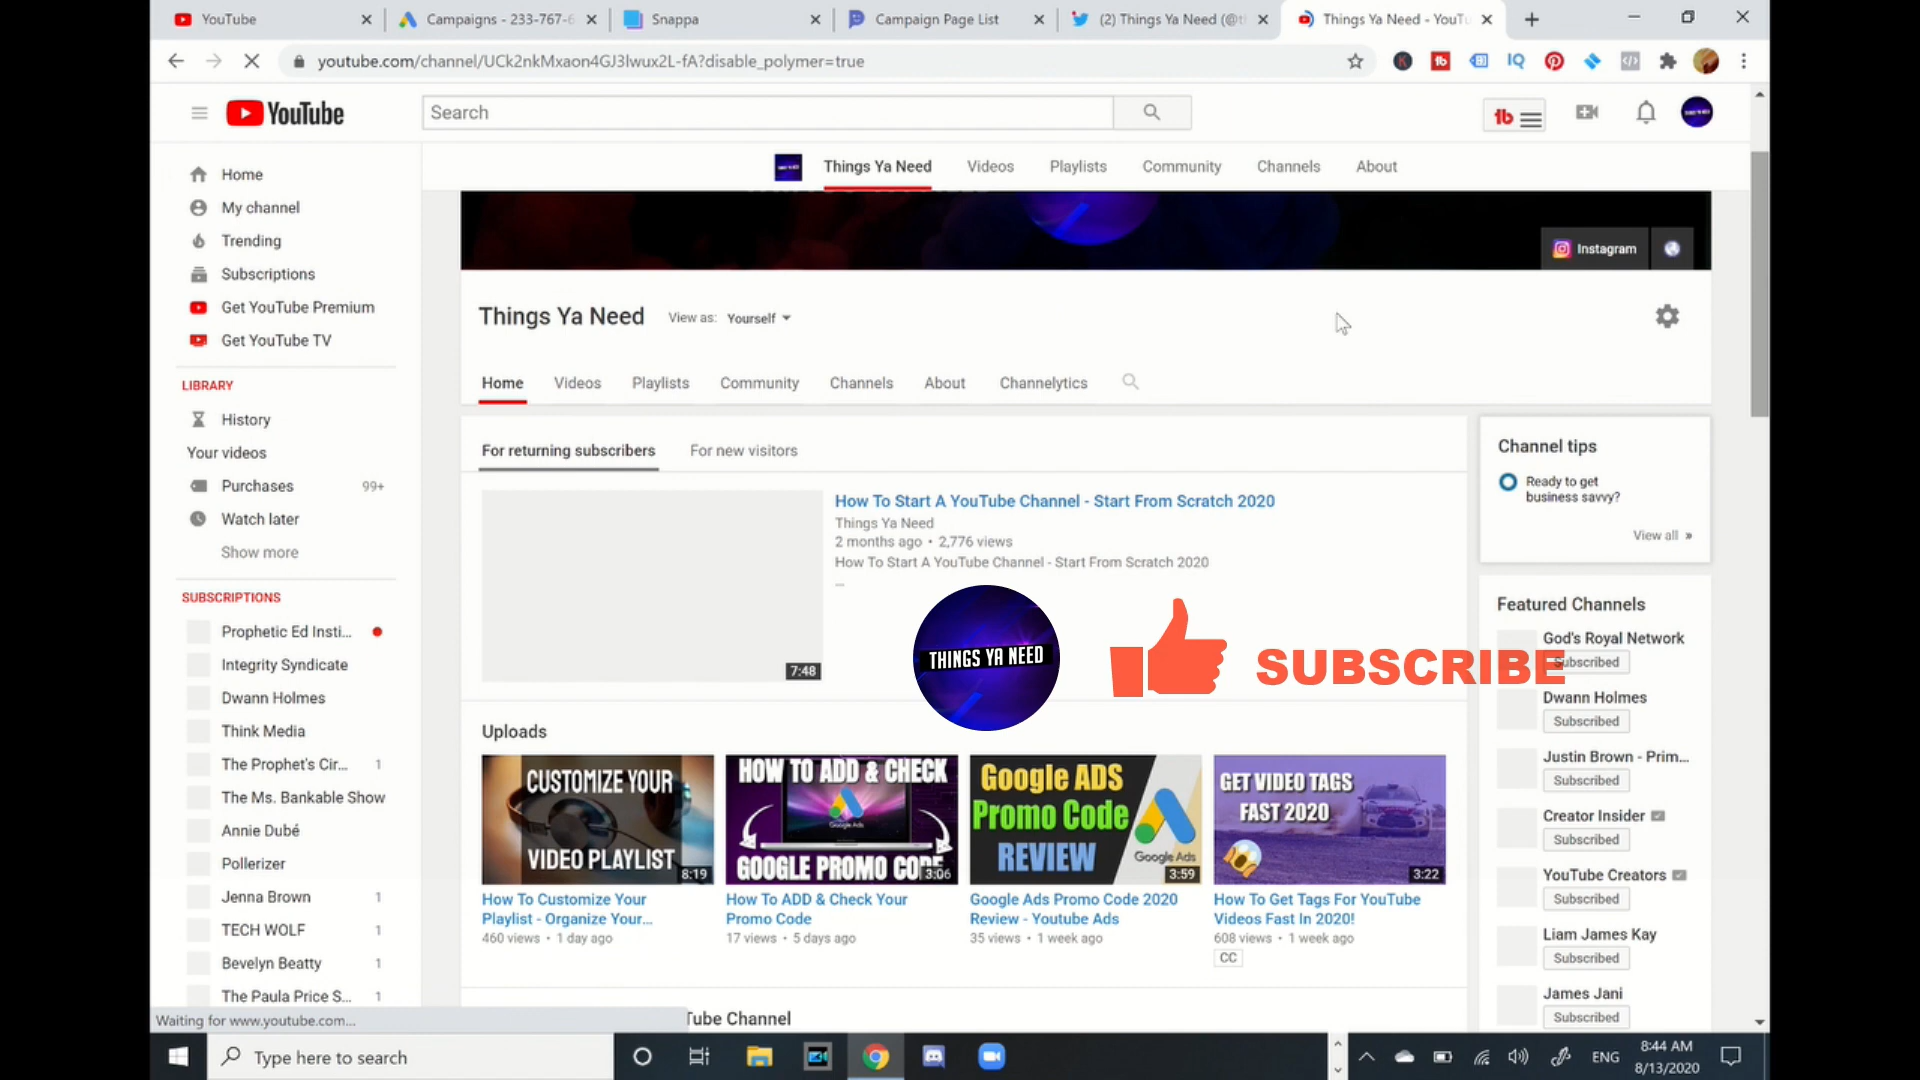 YouTube
Campaigns - 233-767-6
Snappa
Campaign Page List
(2) Things Ya Need (@t
Things Ya Need - YouTu
youtube.com/channel/UCk2nkMxaon4GJ3lwux2L-fA?disable_polymer=true
YouTube
Search
Things Ya Need
Videos
Playlists
Community
Channels
About
Home
My channel
Trending
Subscriptions
Get YouTube Premium
Get YouTube TV
LIBRARY
History
Your videos
Purchases 99+
Watch later
Show more
SUBSCRIPTIONS
Prophetic Ed Insti...
Integrity Syndicate
Dwann Holmes
Think Media
The Prophet's Cir... 1
The Ms. Bankable Show
Annie Dubé
Pollerizer
Jenna Brown 1
TECH WOLF 1
Bevelyn Beatty 1
The Paula Price S... 1
Instagram
Things Ya Need
View as: Yourself
Home
Videos
Playlists
Community
Channels
About
Channelytics
For returning subscribers
For new visitors
7:48
How To Start A YouTube Channel - Start From Scratch 2020
Things Ya Need
2 months ago • 2,776 views
How To Start A YouTube Channel - Start From Scratch 2020
...
THINGS YA NEED
SUBSCRIBE
Uploads
CUSTOMIZE YOUR
VIDEO PLAYLIST
8:19
How To Customize Your
Playlist - Organize Your...
460 views • 1 day ago
HOW TO ADD & CHECK
Google Ads
GOOGLE PROMO CODE
3:06
How To ADD & Check Your
Promo Code
17 views • 5 days ago
Google ADS
Promo Code
REVIEW
Google Ads
3:59
Google Ads Promo Code 2020
Review - Youtube Ads
35 views • 1 week ago
GET VIDEO TAGS
FAST 2020
3:22
How To Get Tags For YouTube
Videos Fast In 2020!
608 views • 1 week ago
CC
Tube Channel
Channel tips
Ready to get
business savvy?
View all »
Featured Channels
God's Royal Network
Subscribed
Dwann Holmes
Subscribed
Justin Brown - Prim...
Subscribed
Creator Insider
Subscribed
YouTube Creators
Subscribed
Liam James Kay
Subscribed
James Jani
Subscribed
Waiting for www.youtube.com...
Type here to search
ENG
8:44 AM
8/13/2020